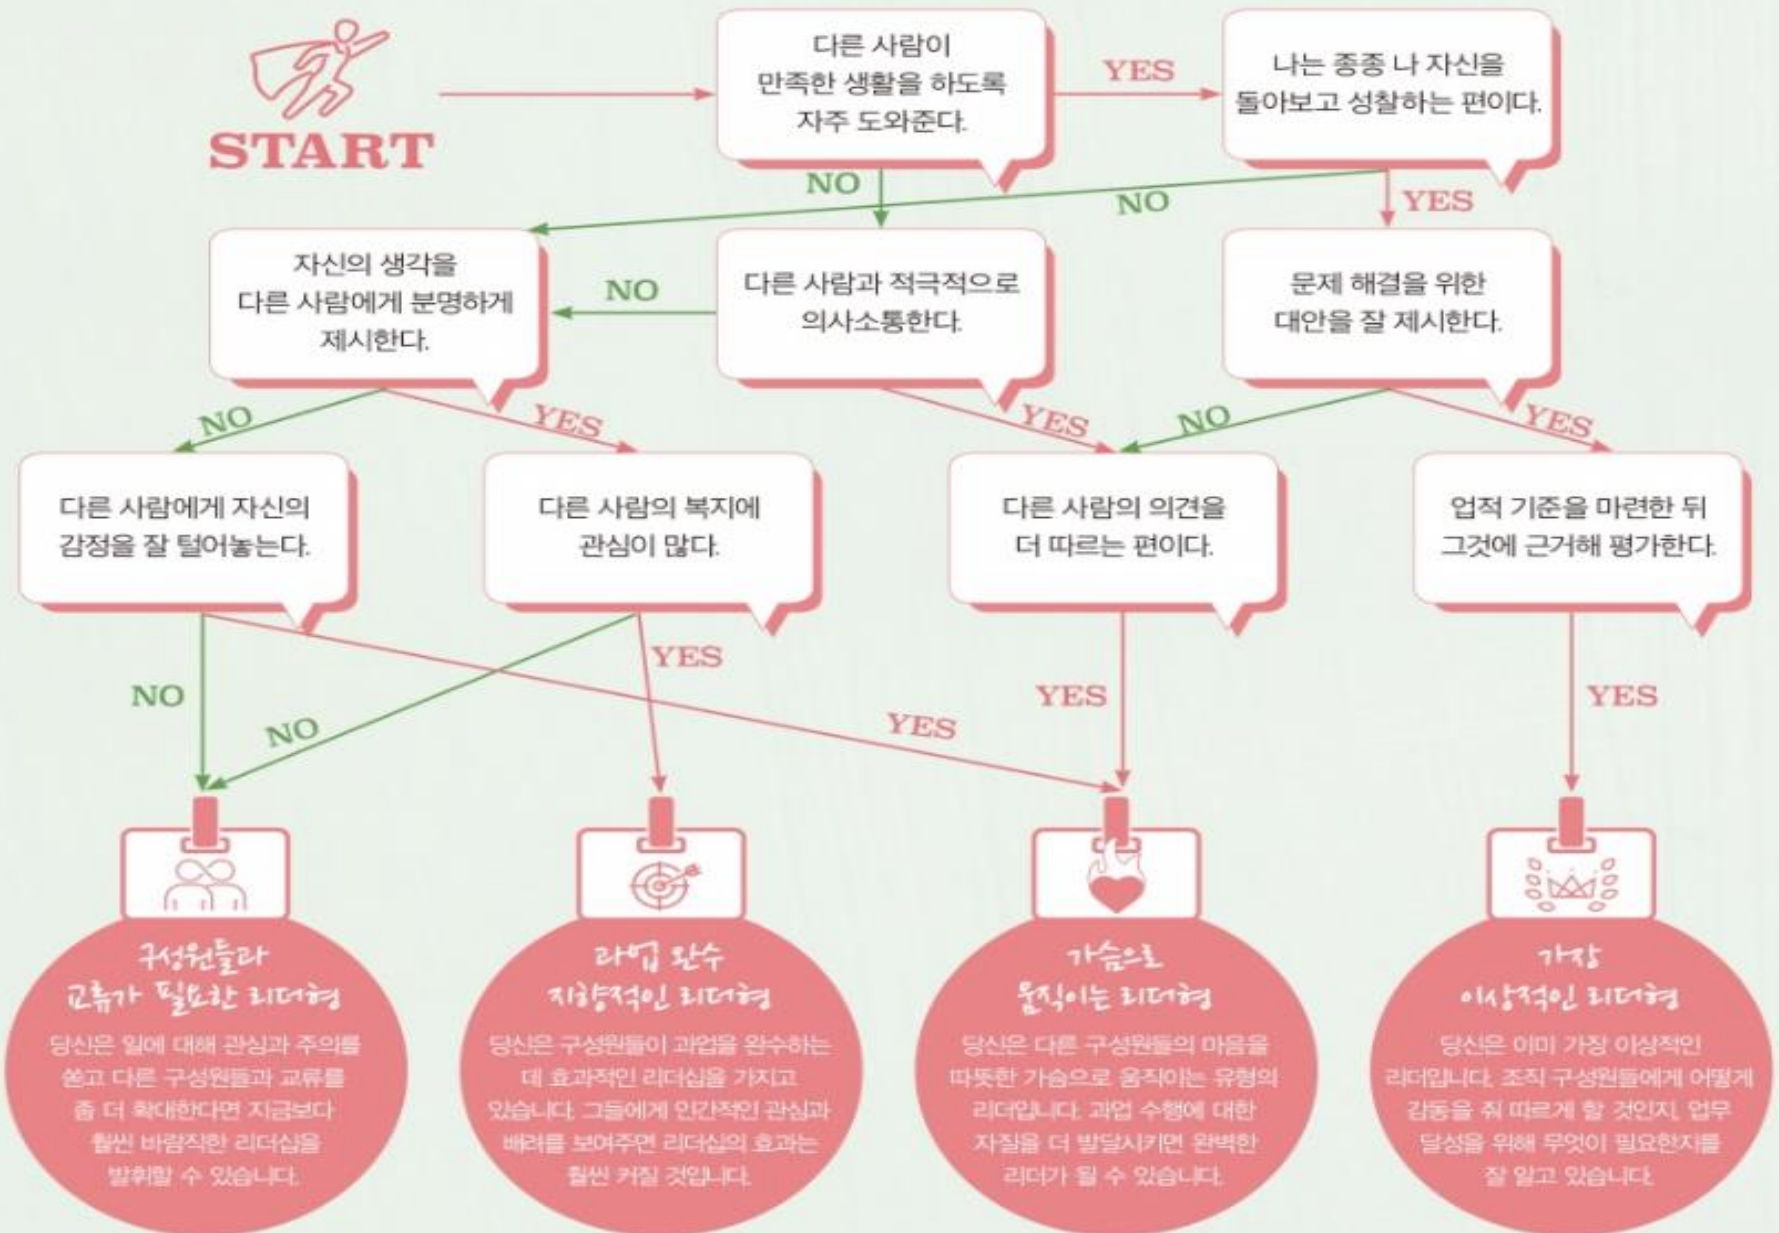 START
다른 사람이
만족한 생활을 하도록
자주 도와준다.
YES
나는 종종 나 자신을
돌아보고 성찰하는 편이다.
NO
NO
YES
자신의 생각을
다른 사람에게 분명하게
제시한다.
NO
다른 사람과 적극적으로
의사소통한다.
문제 해결을 위한
대안을 잘 제시한다.
NO
YES
YES
NO
YES
다른 사람에게 자신의
감정을 잘 털어놓는다.
다른 사람의 복지에
관심이 많다.
다른 사람의 의견을
더 따르는 편이다.
업적 기준을 마련한 뒤
그것에 근거해 평가한다.
NO
NO
YES
YES
YES
YES
구성원들과
교류가 필요한 리더형
당신은 일에 대해 관심과 주의를
쏟고 다른 구성원들과 교류를
좀 더 확대한다면 지금보다
훨씬 바람직한 리더십을
발휘할 수 있습니다.
과업 완수
지향적인 리더형
당신은 구성원들이 과업을 완수하는
데 효과적인 리더십을 가지고
있습니다. 그들에게 인간적인 관심과
배려를 보여주면 리더십의 효과는
훨씬 커질 것입니다.
가슴으로
움직이는 리더형
당신은 다른 구성원들의 마음을
따뜻한 가슴으로 움직이는 유형의
리더입니다. 과업 수행에 대한
자질을 더 발달시키면 완벽한
리더가 될 수 있습니다.
가장
이상적인 리더형
당신은 이미 가장 이상적인
리더입니다. 조직 구성원들에게 어떻게
감동을 줘 따르게 할 것인지, 업무
달성을 위해 무엇이 필요한지를
잘 알고 있습니다.